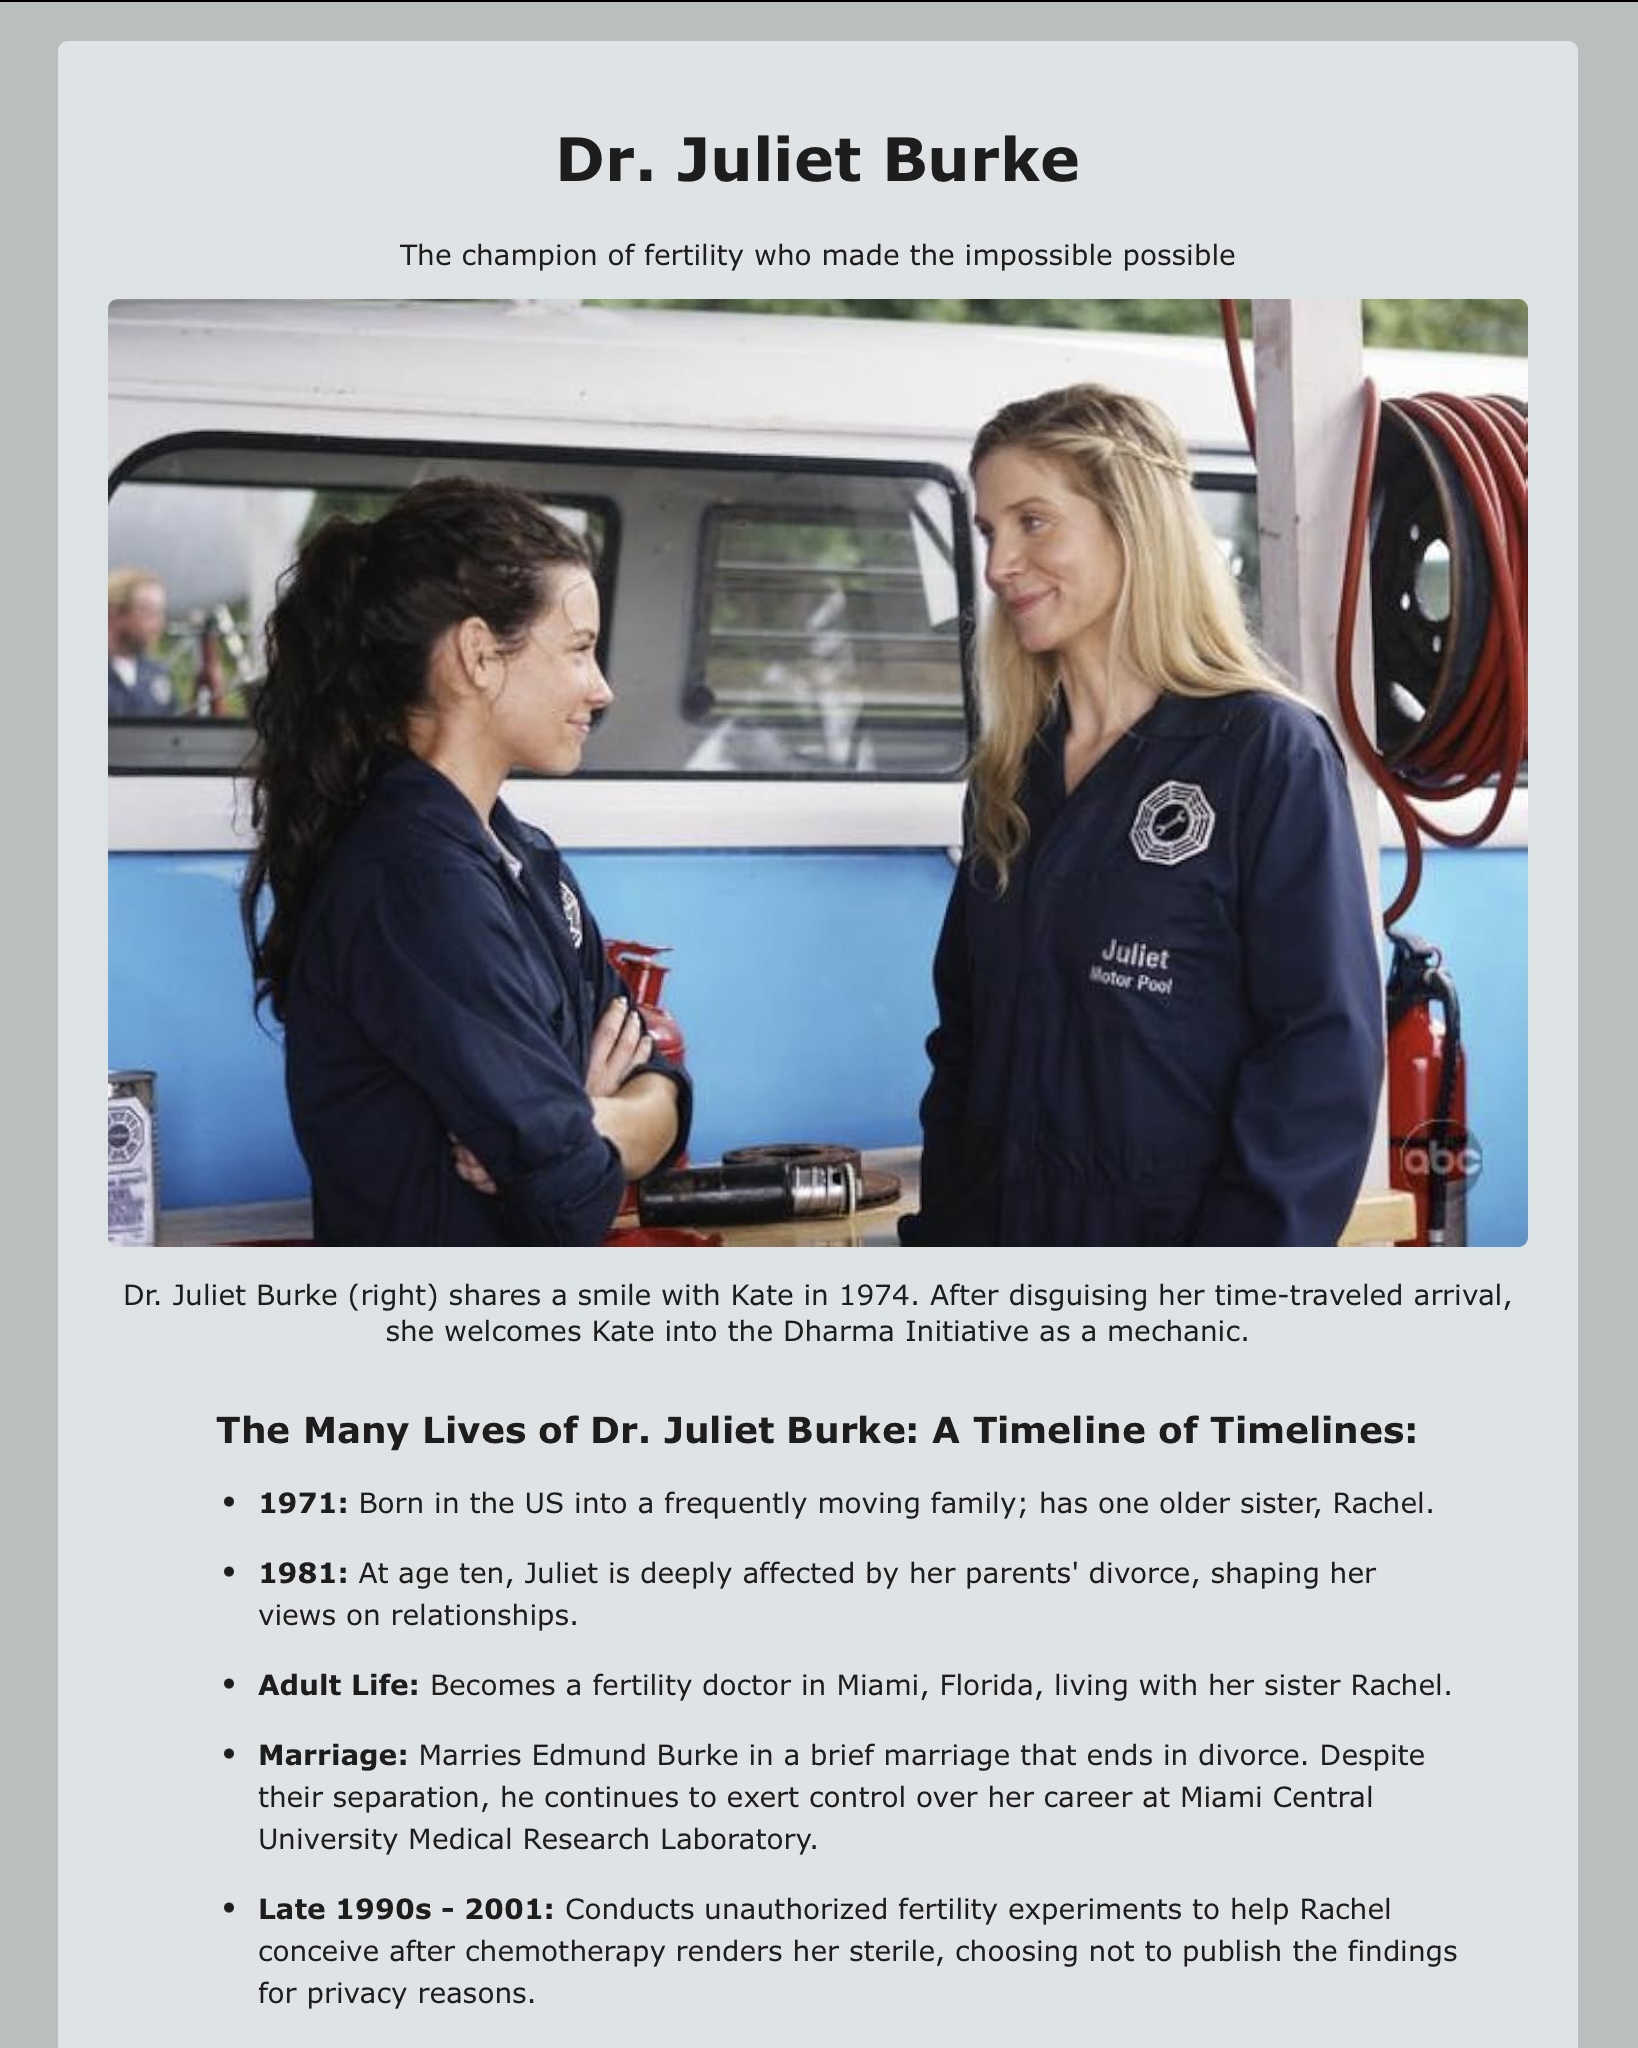 Dr. Juliet Burke
The champion of fertility who made the impossible possible
Juliet
Motor Pool
abc
Dr. Juliet Burke (right) shares a smile with Kate in 1974. After disguising her time-traveled arrival,
she welcomes Kate into the Dharma Initiative as a mechanic.
The Many Lives of Dr. Juliet Burke: A Timeline of Timelines:
• 1971: Born in the US into a frequently moving family; has one older sister, Rachel.
• 1981: At age ten, Juliet is deeply affected by her parents' divorce, shaping her
views on relationships.
• Adult Life: Becomes a fertility doctor in Miami, Florida, living with her sister Rachel.
• Marriage: Marries Edmund Burke in a brief marriage that ends in divorce. Despite
their separation, he continues to exert control over her career at Miami Central
University Medical Research Laboratory.
• Late 1990s - 2001: Conducts unauthorized fertility experiments to help Rachel
conceive after chemotherapy renders her sterile, choosing not to publish the findings
for privacy reasons.